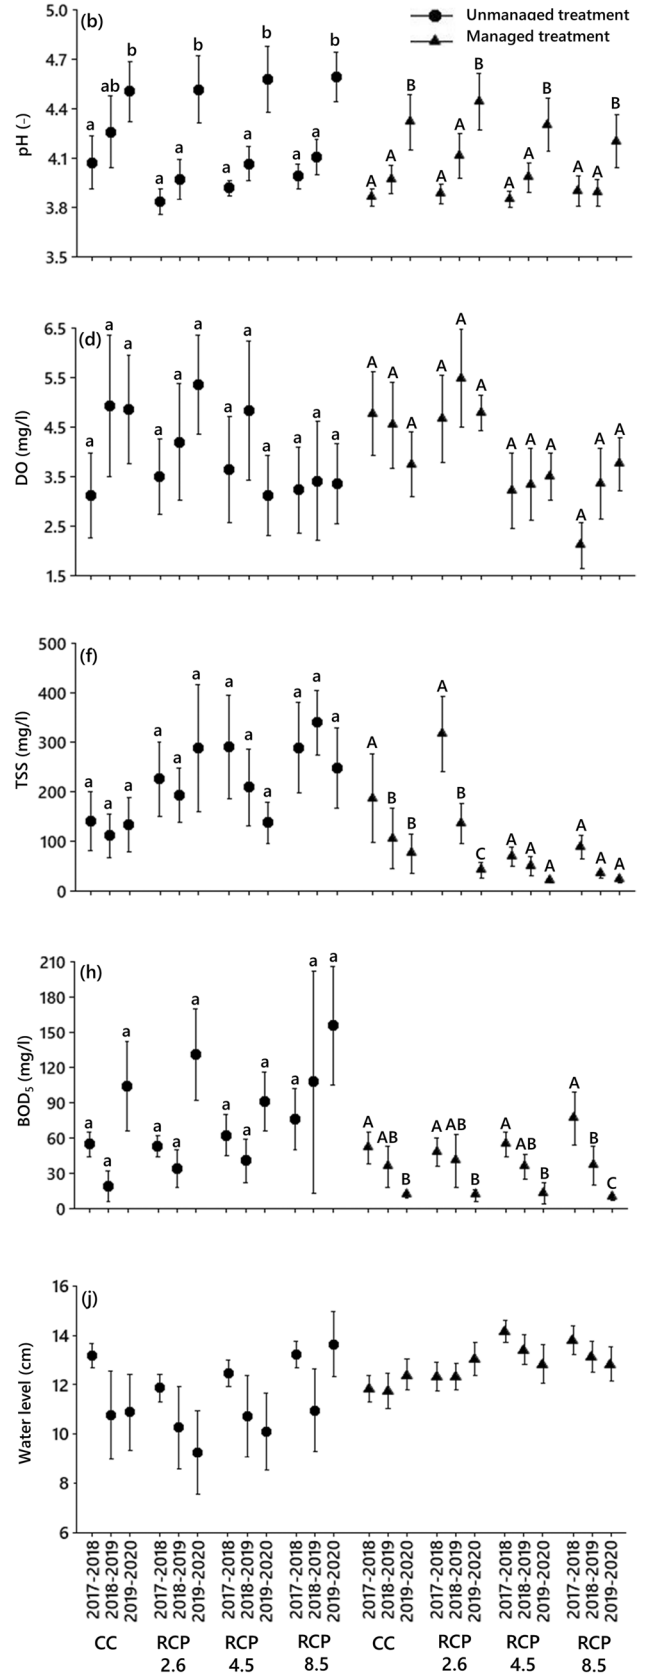 5.0 (b) Unmanaged treatment
Managed treatment
4.7
4.4
4.1
3.8
3.5
pH (-)
a ab b a a b a a b a a b A A B A A B A A B A A B
6.5 (d)
5.5
4.5
3.5
2.5
1.5
DO (mg/l)
a a a a a a a a a a a a A A A A A A A A A A A A
500 (f)
400
300
200
100
0
TSS (mg/l)
a a a a a a a a a a a a A B B A B C A A A A A A
210 (h)
180
150
120
90
60
30
0
BOD5 (mg/l)
a a a a a a a a a a a a A AB B A AB B A AB B A B C
16 (j)
14
12
10
8
6
Water level (cm)
2017-2018 2018-2019 2019-2020 2017-2018 2018-2019 2019-2020 2017-2018 2018-2019 2019-2020 2017-2018 2018-2019 2019-2020 2017-2018 2018-2019 2019-2020 2017-2018 2018-2019 2019-2020 2017-2018 2018-2019 2019-2020 2017-2018 2018-2019 2019-2020
CC RCP RCP RCP CC RCP RCP RCP
2.6 4.5 8.5 2.6 4.5 8.5